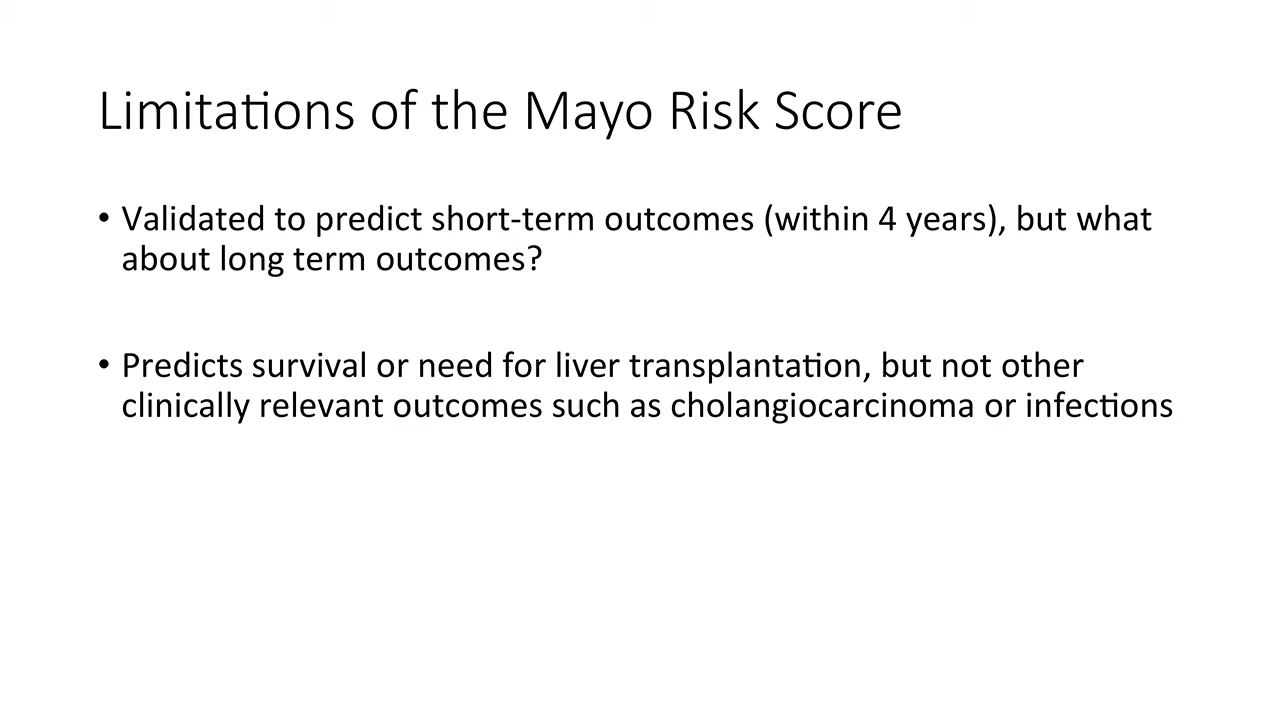 Limitations of the Mayo Risk Score
• Validated to predict short-term outcomes (within 4 years), but what
about long term outcomes?
• Predicts survival or need for liver transplantation, but not other
clinically relevant outcomes such as cholangiocarcinoma or infections